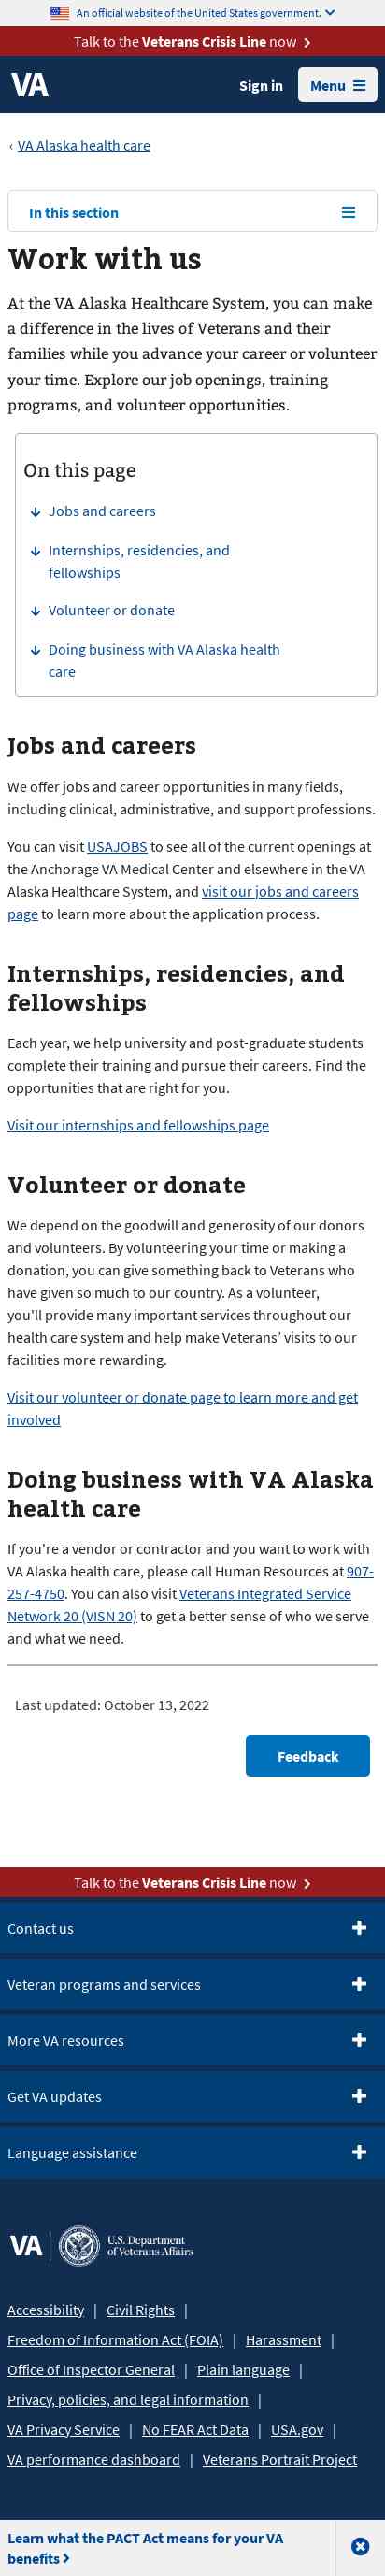 An official website of the United States government.
Talk to the Veterans Crisis Line now
VA
Sign in
Menu
‹ VA Alaska health care
In this section
Work with us
At the VA Alaska Healthcare System, you can make
a difference in the lives of Veterans and their
families while you advance your career or volunteer
your time. Explore our job openings, training
programs, and volunteer opportunities.
On this page
Jobs and careers
Internships, residencies, and
fellowships
Volunteer or donate
Doing business with VA Alaska health
care
Jobs and careers
We offer jobs and career opportunities in many fields,
including clinical, administrative, and support professions.
You can visit USAJOBS to see all of the current openings at
the Anchorage VA Medical Center and elsewhere in the VA
Alaska Healthcare System, and visit our jobs and careers
page to learn more about the application process.
Internships, residencies, and
fellowships
Each year, we help university and post-graduate students
complete their training and pursue their careers. Find the
opportunities that are right for you.
Visit our internships and fellowships page
Volunteer or donate
We depend on the goodwill and generosity of our donors
and volunteers. By volunteering your time or making a
donation, you can give something back to Veterans who
have given so much to our country. As a volunteer,
you'll provide many important services throughout our
health care system and help make Veterans’ visits to our
facilities more rewarding.
Visit our volunteer or donate page to learn more and get
involved
Doing business with VA Alaska
health care
If you're a vendor or contractor and you want to work with
VA Alaska health care, please call Human Resources at 907-
257-4750. You can also visit Veterans Integrated Service
Network 20 (VISN 20) to get a better sense of who we serve
and what we need.
Last updated: October 13, 2022
Feedback
Talk to the Veterans Crisis Line now
Contact us
Veteran programs and services
More VA resources
Get VA updates
Language assistance
VA
U.S. Department
of Veterans Affairs
Accessibility | Civil Rights |
Freedom of Information Act (FOIA) | Harassment |
Office of Inspector General | Plain language |
Privacy, policies, and legal information |
VA Privacy Service | No FEAR Act Data | USA.gov |
VA performance dashboard | Veterans Portrait Project
Learn what the PACT Act means for your VA
benefits